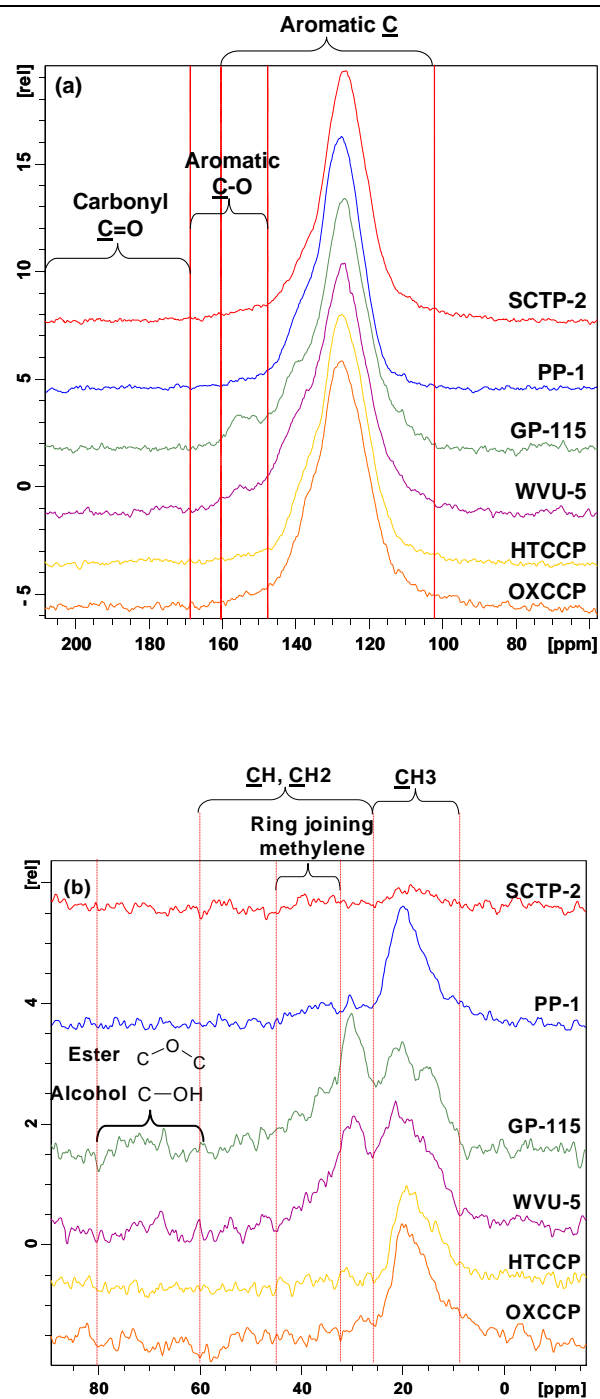 Aromatic C
[rel]
(a)
Aromatic
C-O
Carbonyl
C=O
15
10
5
0
- 5
SCTP-2
PP-1
GP-115
WVU-5
HTCCP
OXCCP
200
180
160
140
120
100
80
[ppm]
CH, CH2
CH3
Ring joining
methylene
[rel]
(b)
4
2
0
SCTP-2
PP-1
Ester C O C
Alcohol C—OH
GP-115
WVU-5
HTCCP
OXCCP
80
60
40
20
0
[ppm]